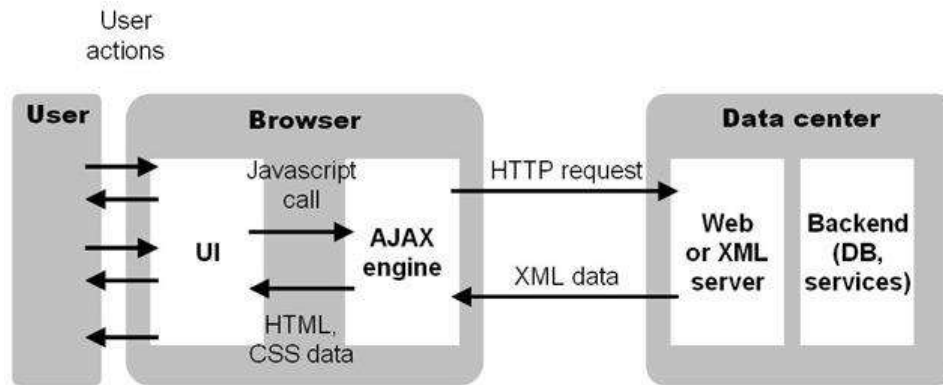 User
actions
User
Browser
Data center
Javascript
call
HTTP request
UI
AJAX
engine
Web
or XML
server
Backend
(DB,
services)
XML data
HTML,
CSS data